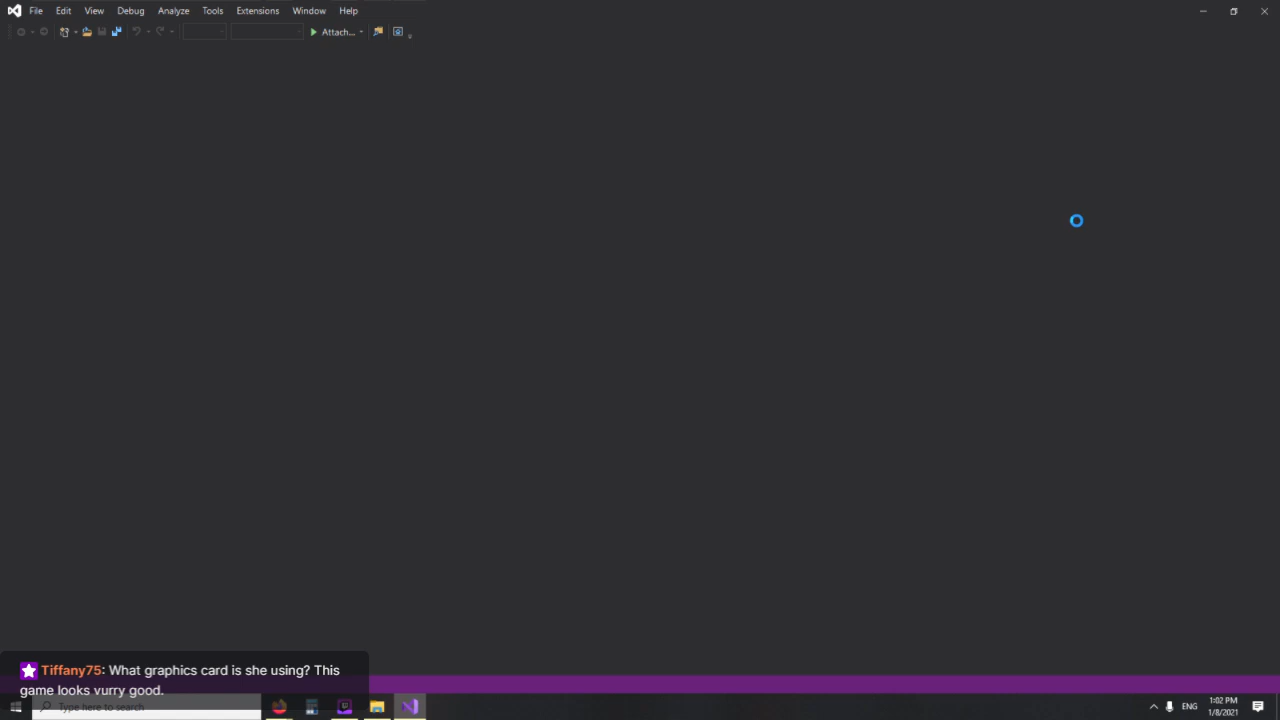 File Edit View Debug Analyze Tools Extensions Window Help
Attach...
Tiffany75: What graphics card is she using? This
game looks vurry good.
Type here to search
ENG
1:02 PM
1/8/2021